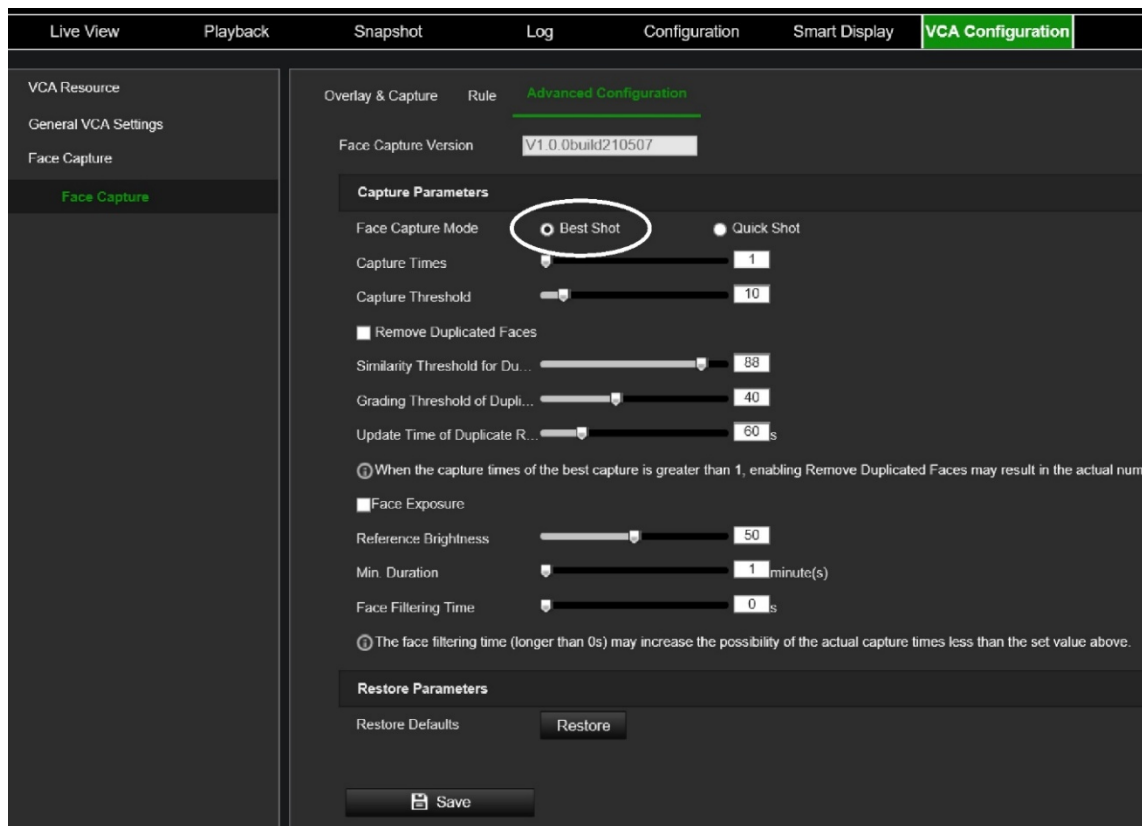 Live View Playback Snapshot Log Configuration Smart Display VCA Configuration
VCA Resource
General VCA Settings
Face Capture
Face Capture
Overlay & Capture Rule Advanced Configuration
Face Capture Version V1.0.0build210507
Capture Parameters
Face Capture Mode Best Shot Quick Shot
Capture Times 1
Capture Threshold 10
Remove Duplicated Faces
Similarity Threshold for Du... 88
Grading Threshold of Dupli... 40
Update Time of Duplicate R... 60 s
When the capture times of the best capture is greater than 1, enabling Remove Duplicated Faces may result in the actual num
Face Exposure
Reference Brightness 50
Min. Duration 1 minute(s)
Face Filtering Time 0 s
The face filtering time (longer than 0s) may increase the possibility of the actual capture times less than the set value above.
Restore Parameters
Restore Defaults Restore
Save